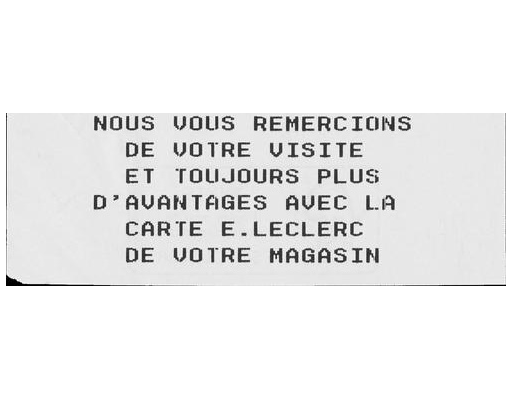 NOUS VOUS REMERCIONS
DE VOTRE VISITE
ET TOUJOURS PLUS
D'AVANTAGES AVEC LA
CARTE E.LECLERC
DE VOTRE MAGASIN